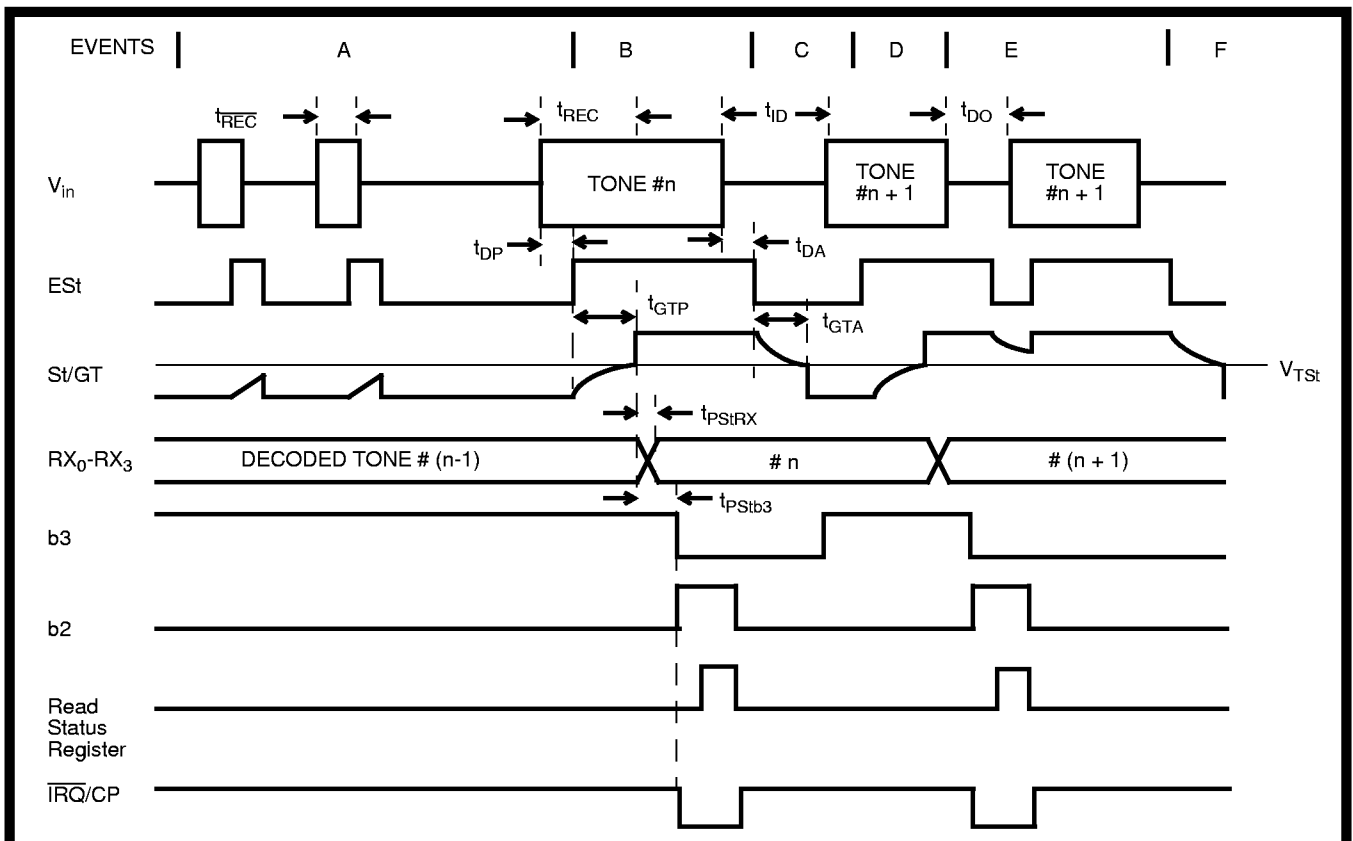 EVENTS A B C D E F
tREC tREC tID tDO
Vin TONE #n TONE #n + 1 TONE #n + 1
tDP tDA
ESt
tGTP tGTA
St/GT VTSt
tPStRX
RX0-RX3 DECODED TONE # (n-1) # n # (n + 1)
tPStb3
b3
b2
Read
Status
Register
IRQ/CP